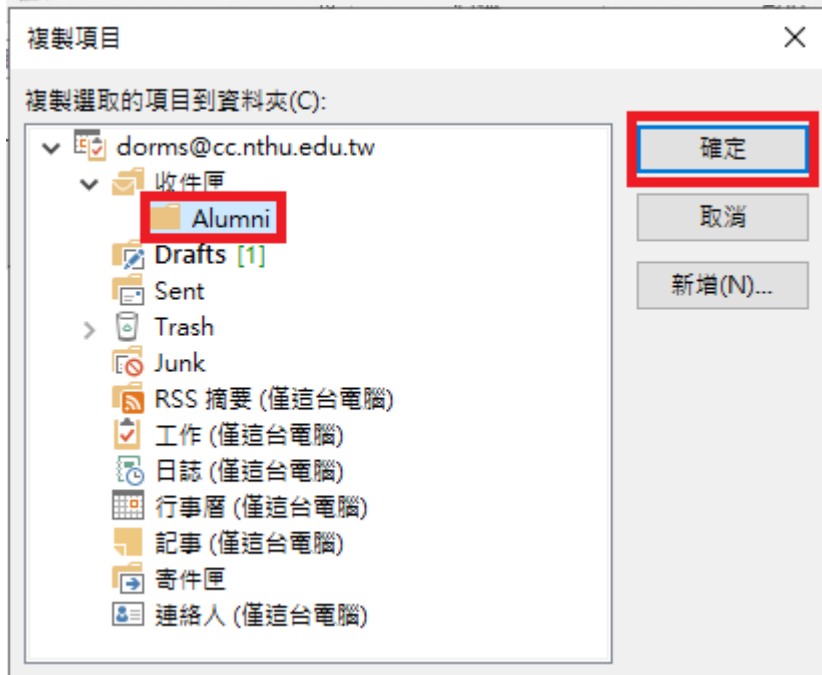 複製項目
複製選取的項目到資料夾(C):
dorms@cc.nthu.edu.tw
收件匣
Alumni
Drafts [1]
Sent
Trash
Junk
RSS 摘要 (僅這台電腦)
工作 (僅這台電腦)
日誌 (僅這台電腦)
行事曆 (僅這台電腦)
記事 (僅這台電腦)
寄件匣
連絡人 (僅這台電腦)
確定
取消
新增(N)...